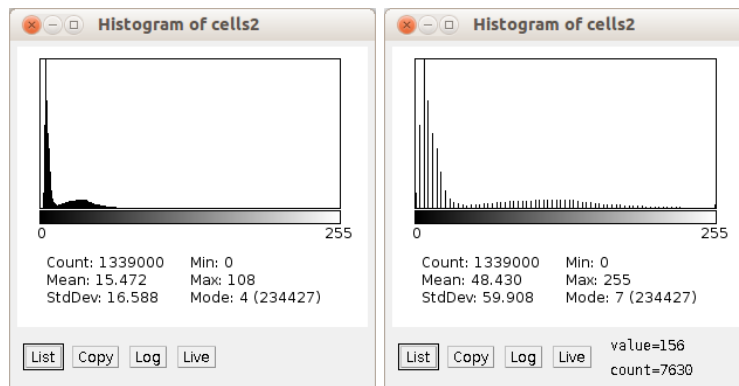 Histogram of cells2
0 255
Count: 1339000 Min: 0
Mean: 15.472 Max: 108
StdDev: 16.588 Mode: 4 (234427)
List Copy Log Live
Histogram of cells2
0 255
Count: 1339000 Min: 0
Mean: 48.430 Max: 255
StdDev: 59.908 Mode: 7 (234427)
List Copy Log Live
value=156
count=7630